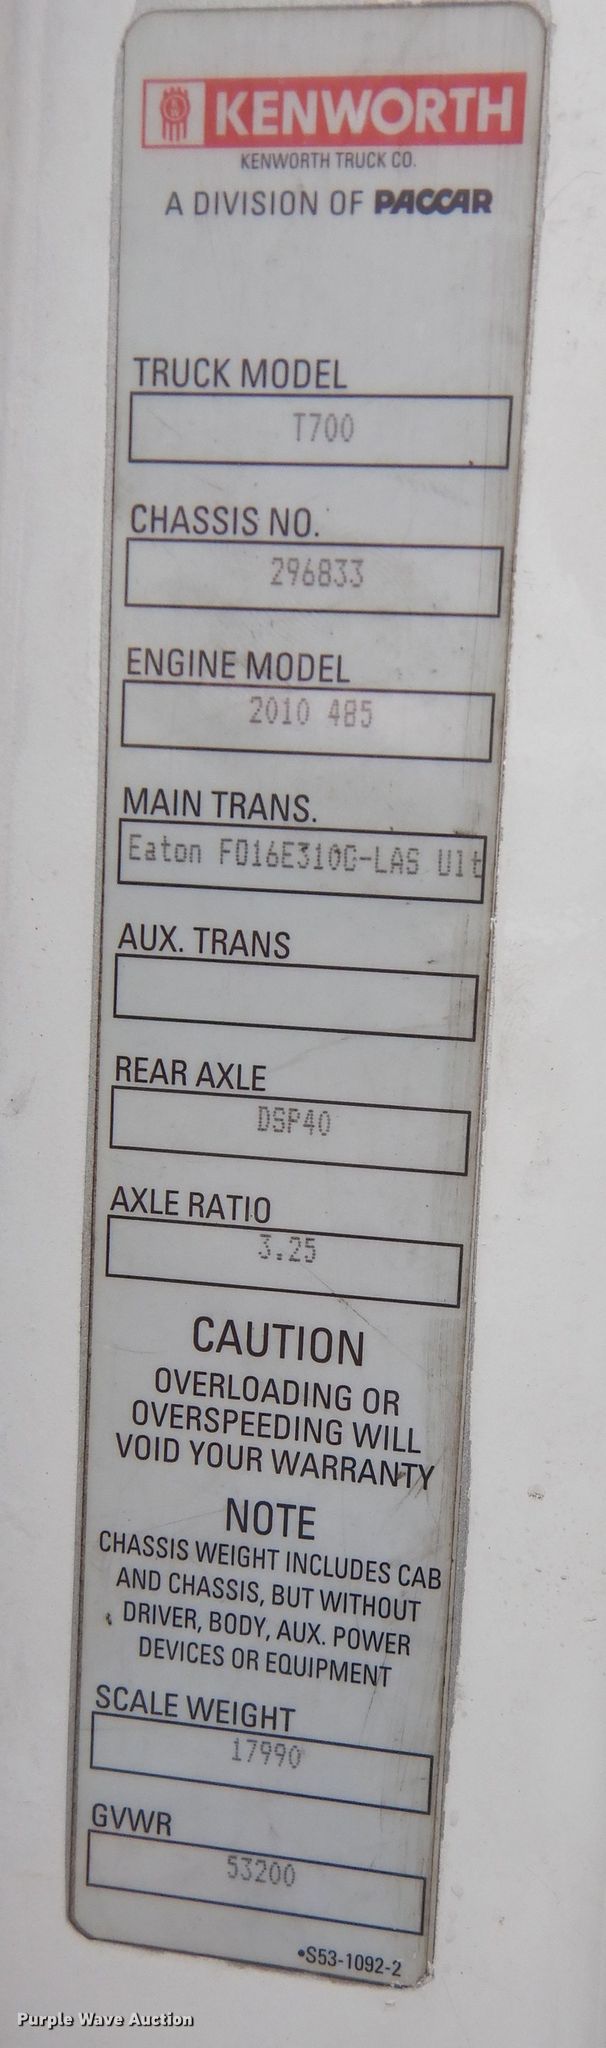 KENWORTH
KENWORTH TRUCK CO.
A DIVISION OF PACCAR
TRUCK MODEL
T700
CHASSIS NO.
296833
ENGINE MODEL
2010 485
MAIN TRANS.
Eaton FO16E310C-LAS Ult
AUX. TRANS
REAR AXLE
DSP40
AXLE RATIO
3.25
CAUTION
OVERLOADING OR
OVERSPEEDING WILL
VOID YOUR WARRANTY
NOTE
CHASSIS WEIGHT INCLUDES CAB
AND CHASSIS, BUT WITHOUT
DRIVER, BODY, AUX. POWER
DEVICES OR EQUIPMENT
SCALE WEIGHT
17990
GVWR
53200
•S53-1092-2
Purple Wave Auction